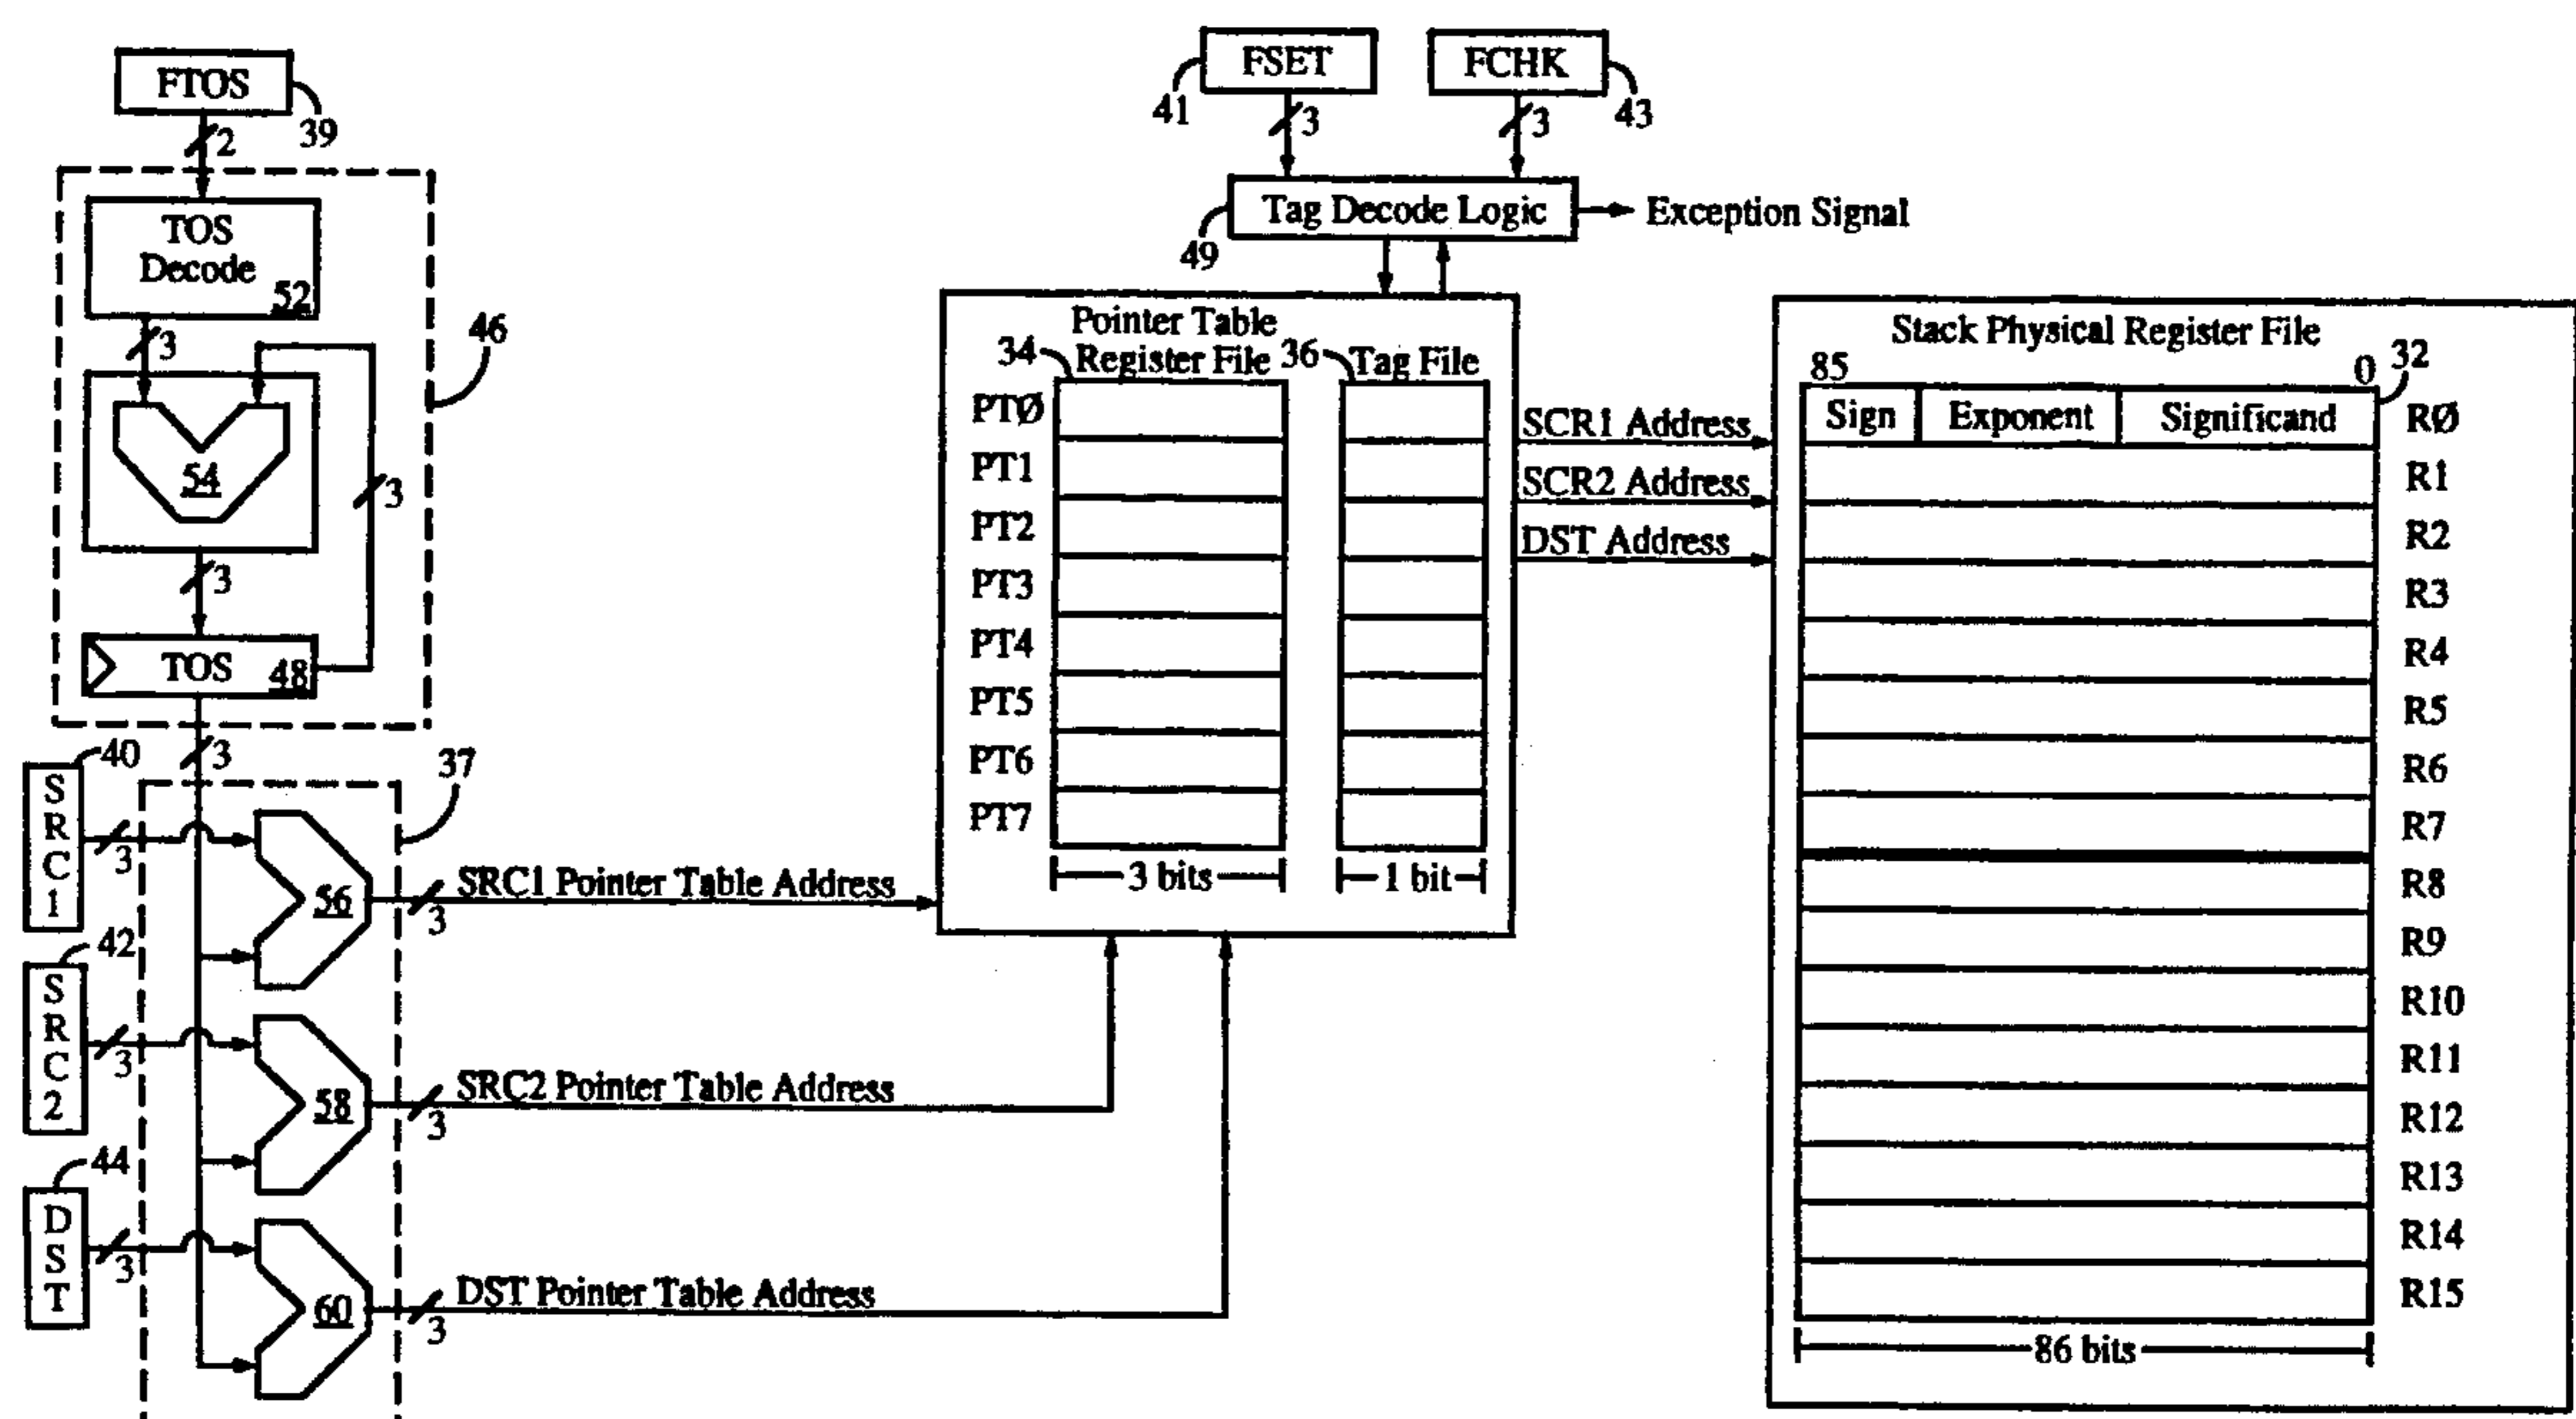 FTOS
39
2
TOS
Decode
52
3
46
54
3
3
TOS
48
3
40
SRC1
3
37
56
3
SRC1 Pointer Table Address
42
SRC2
3
58
3
SRC2 Pointer Table Address
44
DST
3
60
3
DST Pointer Table Address
FSET
41
3
FCHK
43
3
Tag Decode Logic
49
Exception Signal
Pointer Table
Register File
34
36
Tag File
PTØ
PT1
PT2
PT3
PT4
PT5
PT6
PT7
3 bits
1 bit
SCR1 Address
SCR2 Address
DST Address
Stack Physical Register File
85
0
32
Sign
Exponent
Significand
RØ
R1
R2
R3
R4
R5
R6
R7
R8
R9
R10
R11
R12
R13
R14
R15
86 bits